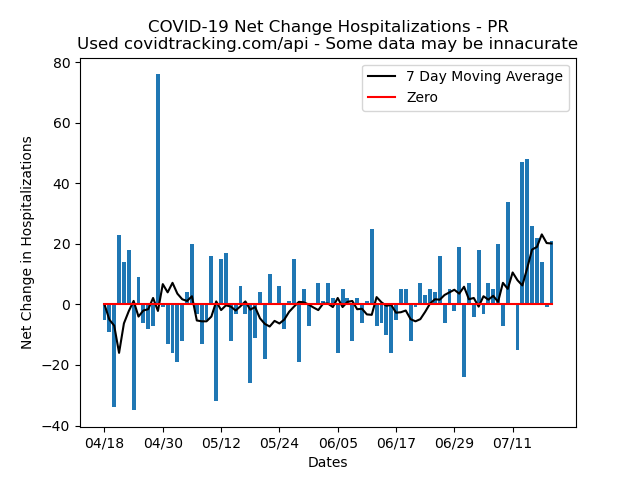 COVID-19 Net Change Hospitalizations - PR
Used covidtracking.com/api - Some data may be innacurate
7 Day Moving Average
Zero
Net Change in Hospitalizations
80
60
40
20
0
−20
−40
04/18 04/30 05/12 05/24 06/05 06/17 06/29 07/11
Dates